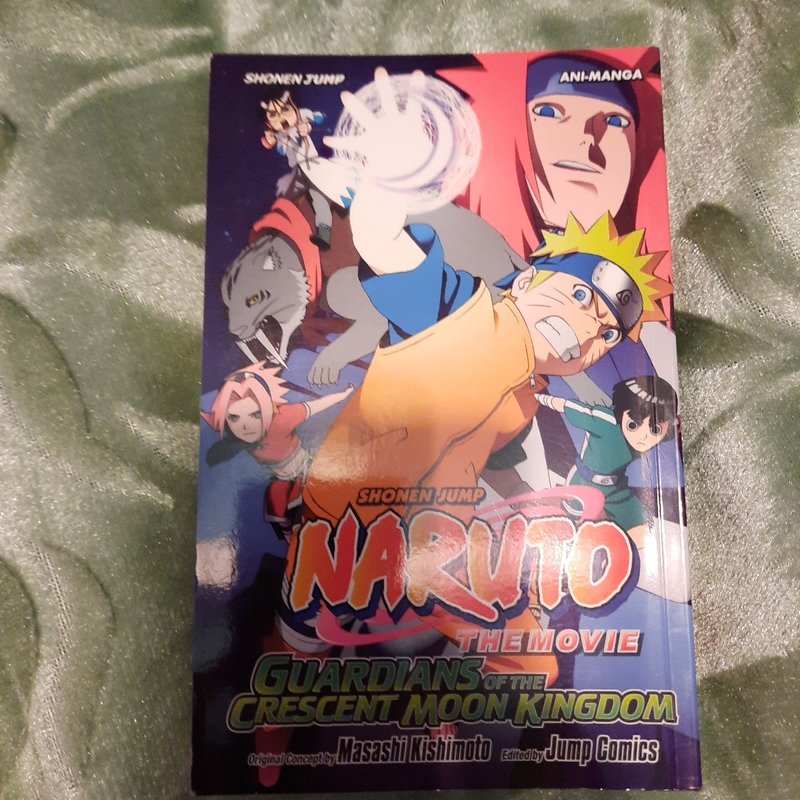 SHONEN JUMP
ANI-MANGA
SHONEN JUMP
NARUTO
THE MOVIE
GUARDIANS OF THE
CRESCENT MOON KINGDOM
Original Concept by Masashi Kishimoto Edited by Jump Comics